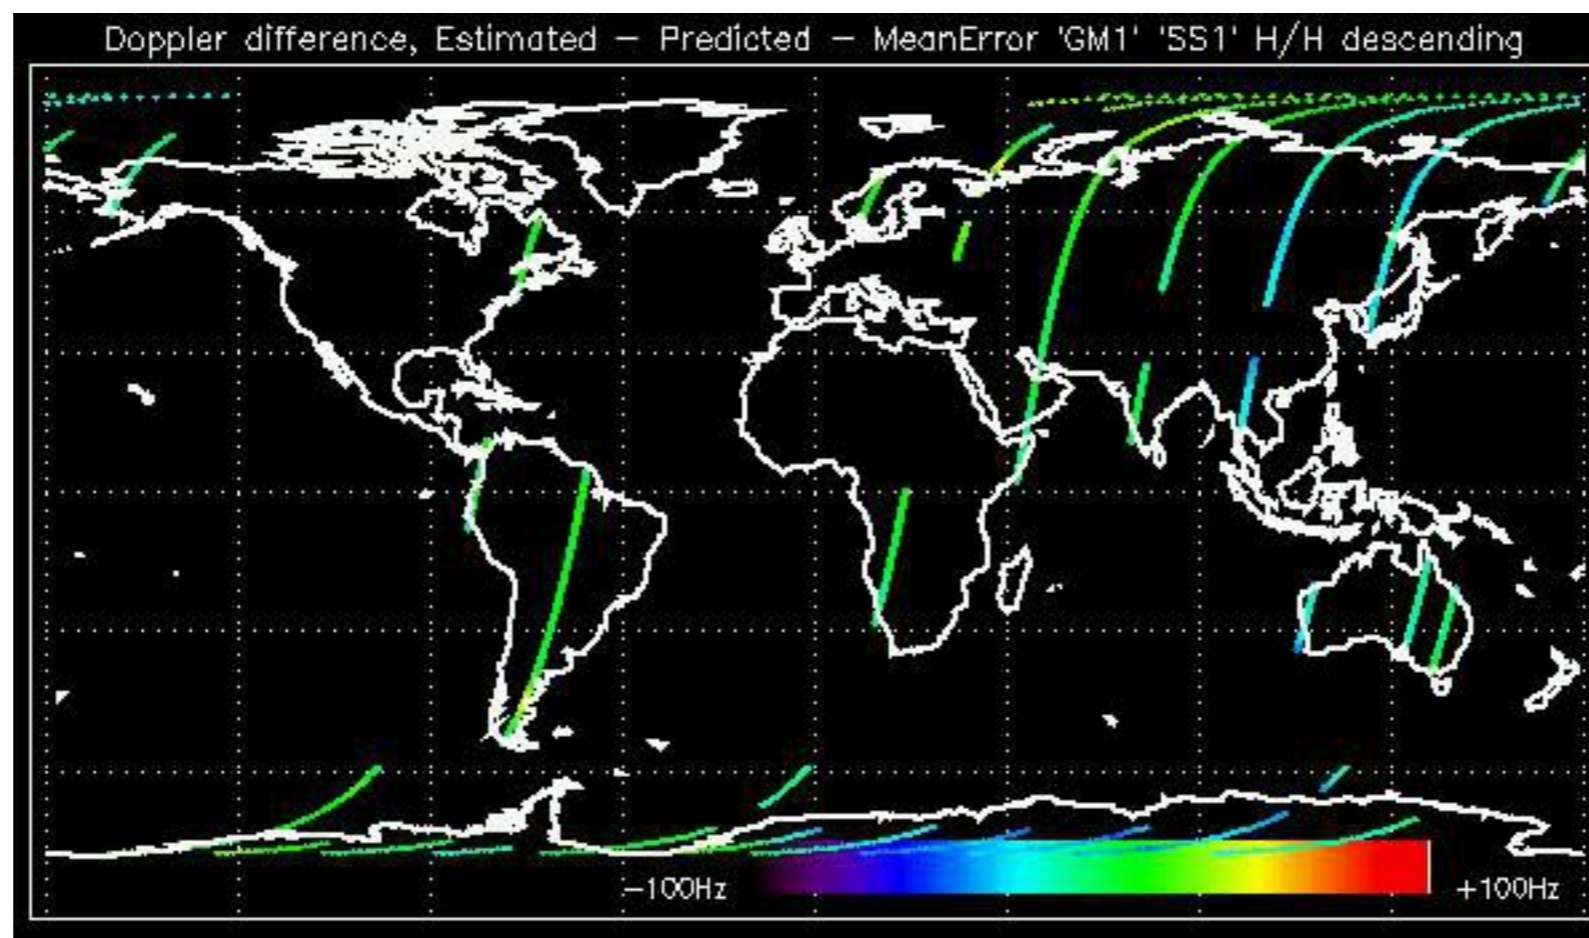 Doppler difference, Estimated – Predicted – MeanError 'GM1' 'SS1' H/H descending
-100Hz
+100Hz